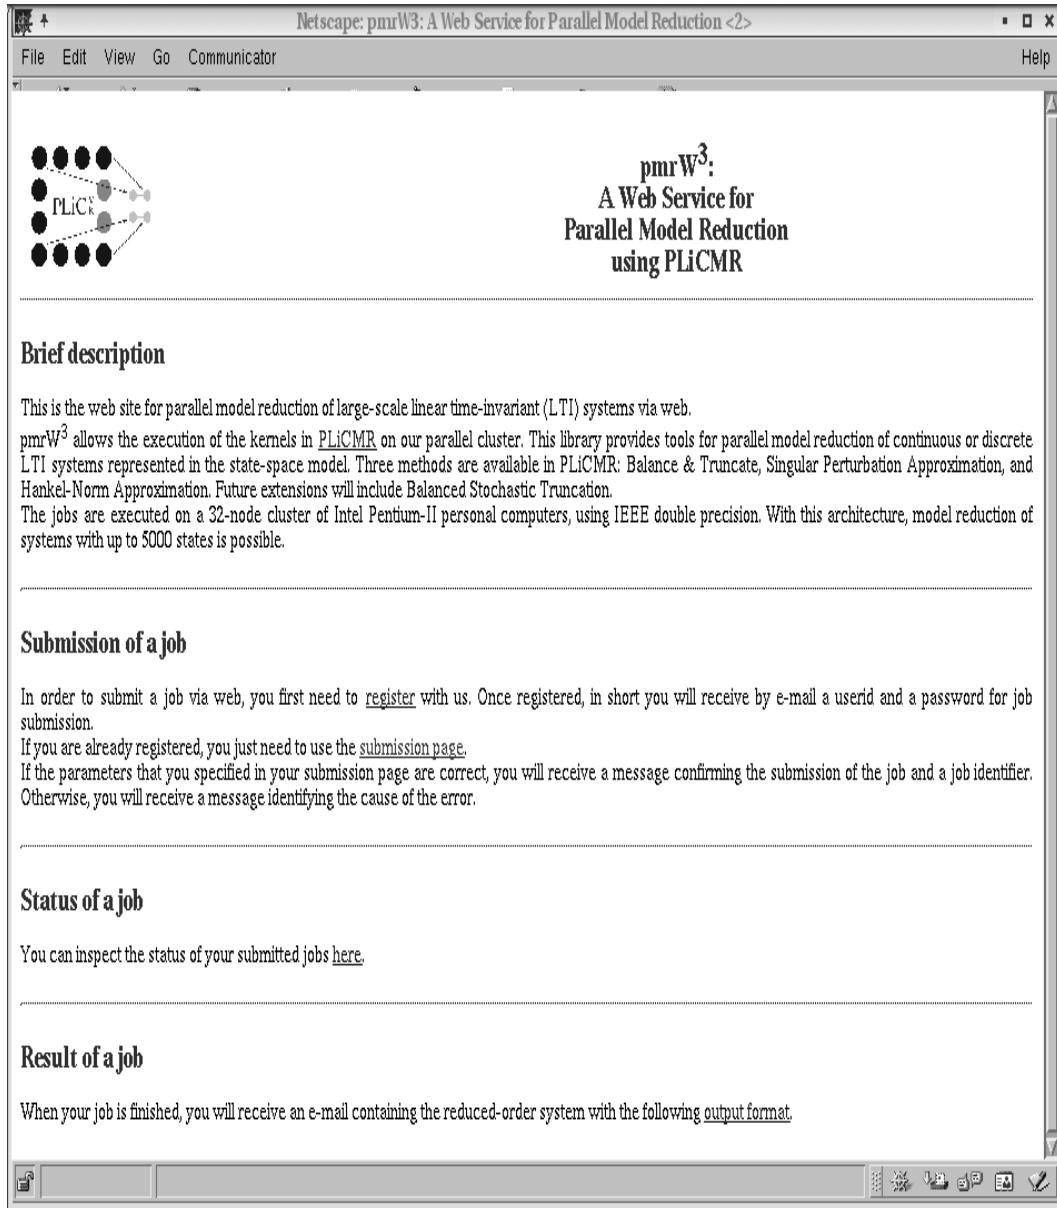 Netscape: pmrW3: A Web Service for Parallel Model Reduction <2>
File Edit View Go Communicator Help
PLiC
pmrW3:
A Web Service for
Parallel Model Reduction
using PLiCMR
Brief description
This is the web site for parallel model reduction of large-scale linear time-invariant (LTI) systems via web.
pmrW3 allows the execution of the kernels in PLiCMR on our parallel cluster. This library provides tools for parallel model reduction of continuous or discrete
LTI systems represented in the state-space model. Three methods are available in PLiCMR: Balance & Truncate, Singular Perturbation Approximation, and
Hankel-Norm Approximation. Future extensions will include Balanced Stochastic Truncation.
The jobs are executed on a 32-node cluster of Intel Pentium-II personal computers, using IEEE double precision. With this architecture, model reduction of
systems with up to 5000 states is possible.
Submission of a job
In order to submit a job via web, you first need to register with us. Once registered, in short you will receive by e-mail a userid and a password for job
submission.
If you are already registered, you just need to use the submission page.
If the parameters that you specified in your submission page are correct, you will receive a message confirming the submission of the job and a job identifier.
Otherwise, you will receive a message identifying the cause of the error.
Status of a job
You can inspect the status of your submitted jobs here.
Result of a job
When your job is finished, you will receive an e-mail containing the reduced-order system with the following output format.